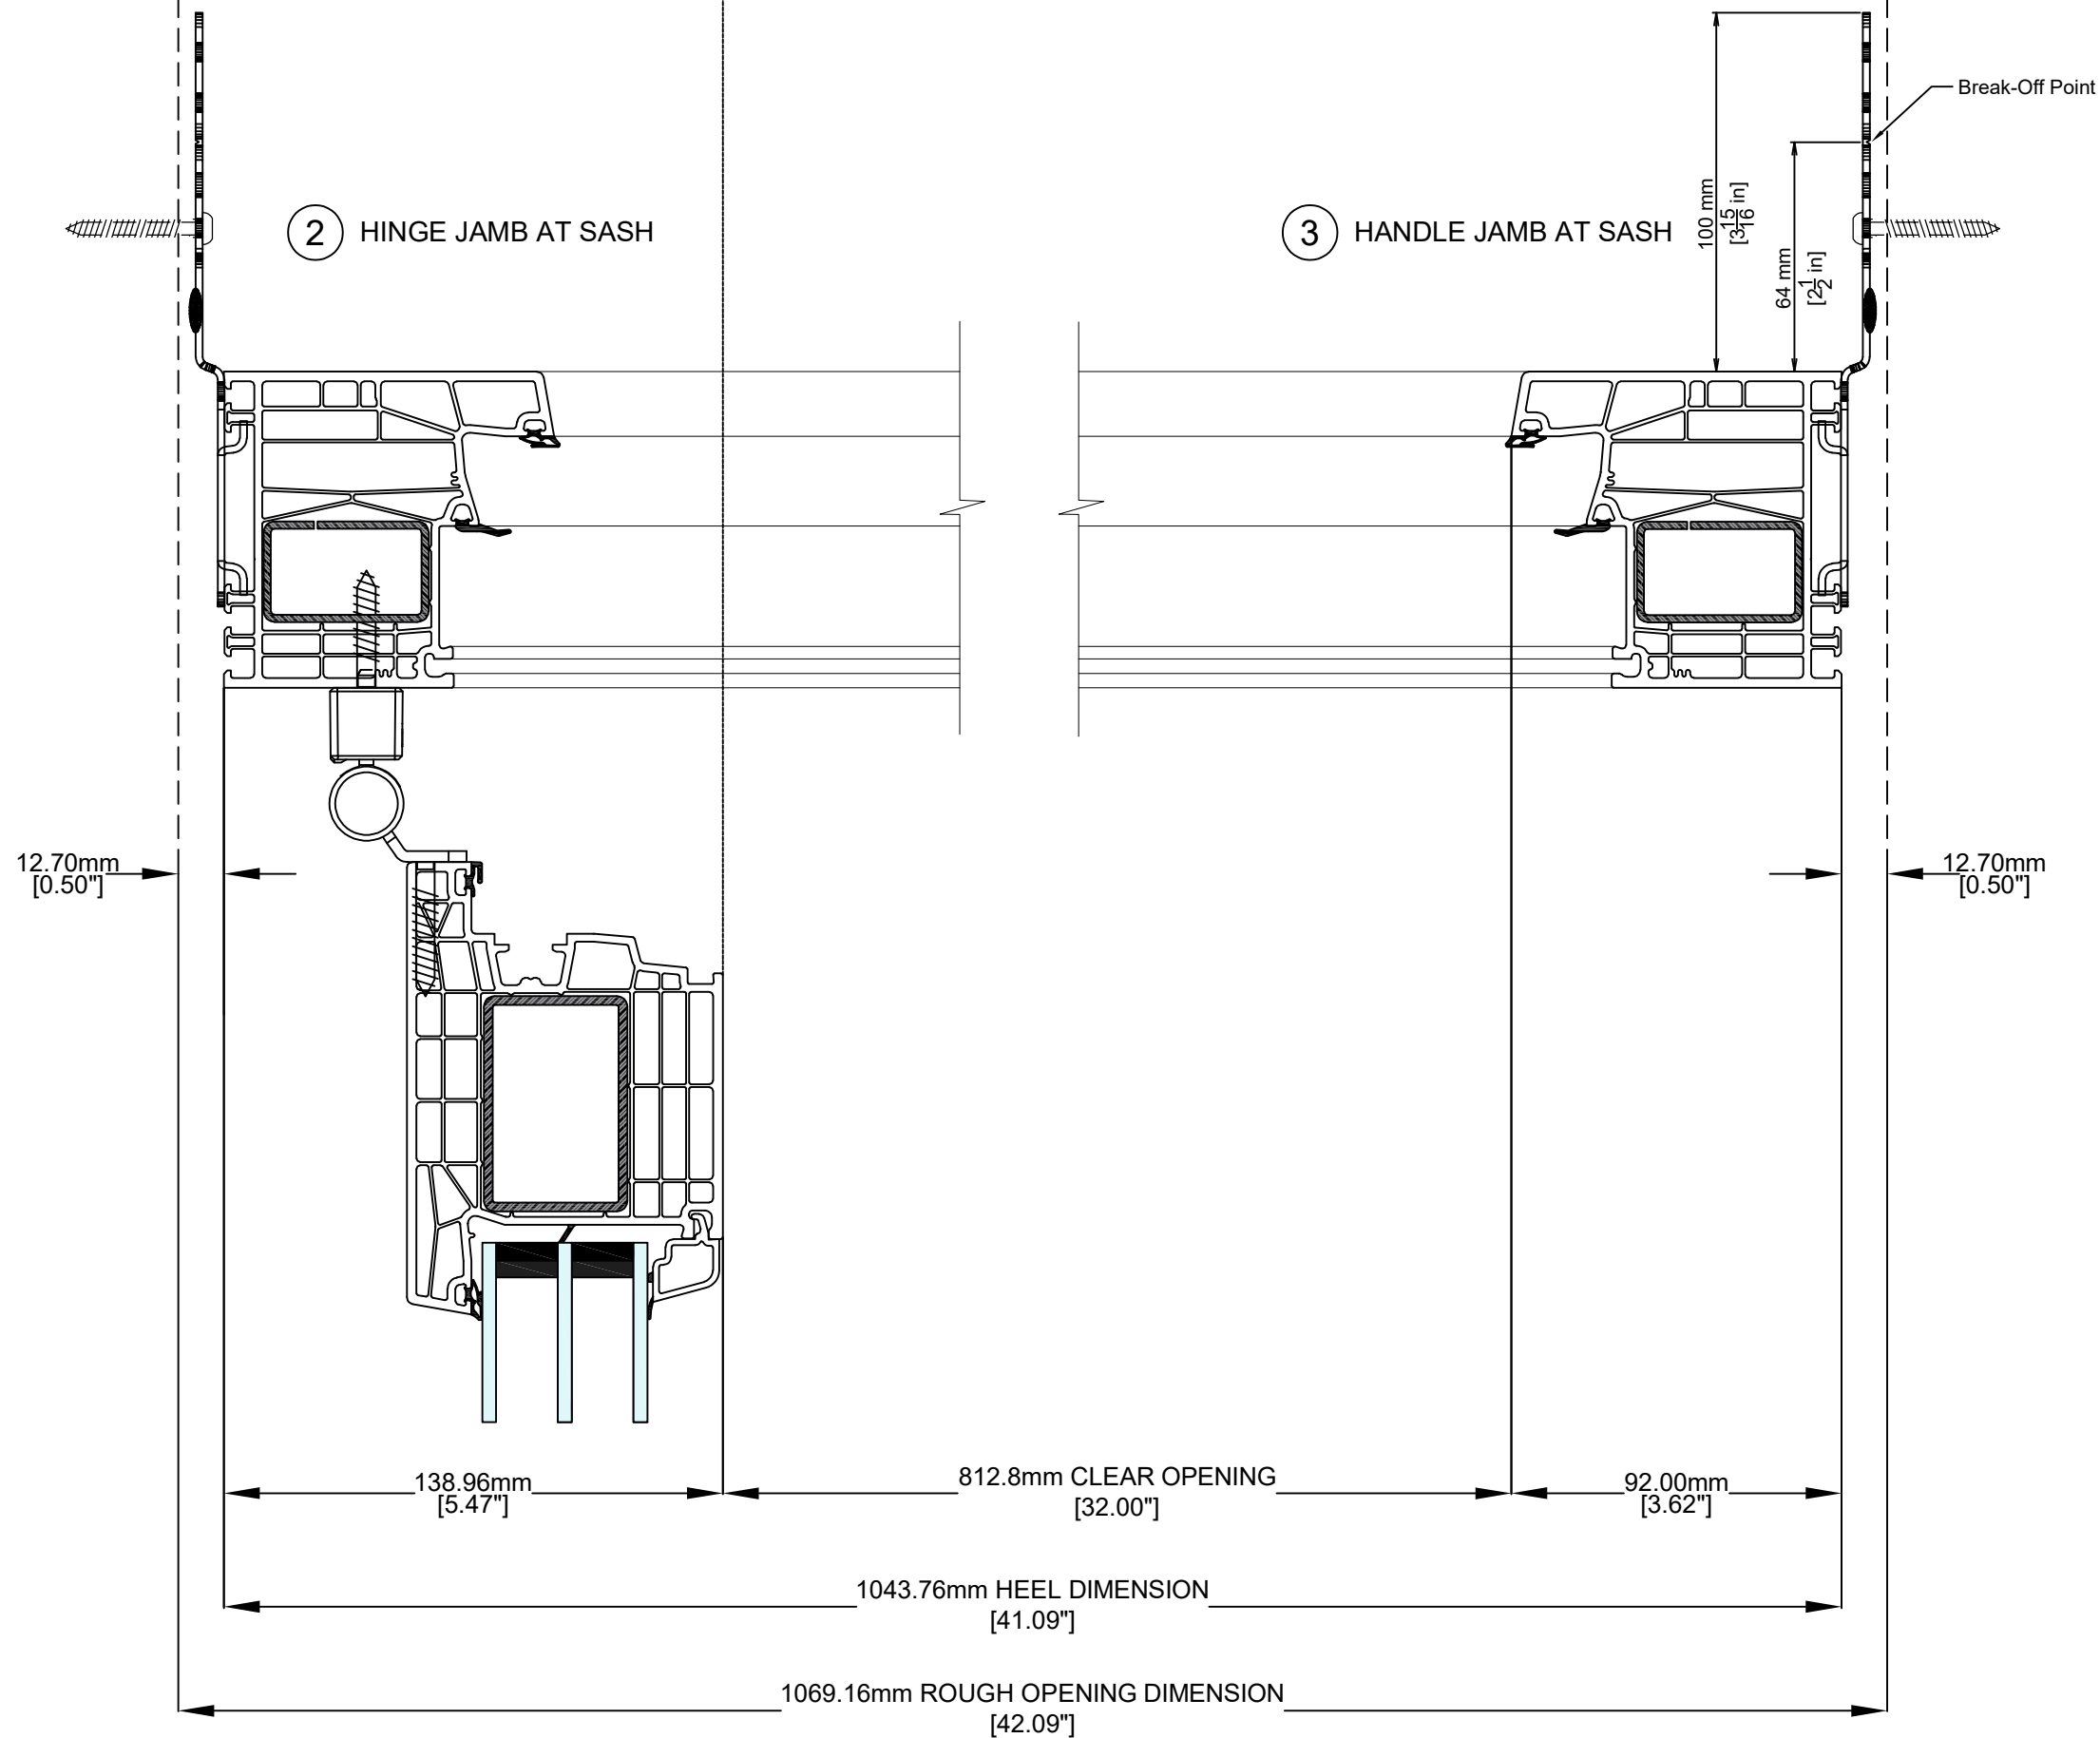 Break-Off Point
100 mm
[3 15/16 in]
64 mm
[2 1/2 in]
2 HINGE JAMB AT SASH
3 HANDLE JAMB AT SASH
12.70mm
[0.50"]
12.70mm
[0.50"]
138.96mm
[5.47"]
812.8mm CLEAR OPENING
[32.00"]
92.00mm
[3.62"]
1043.76mm HEEL DIMENSION
[41.09"]
1069.16mm ROUGH OPENING DIMENSION
[42.09"]